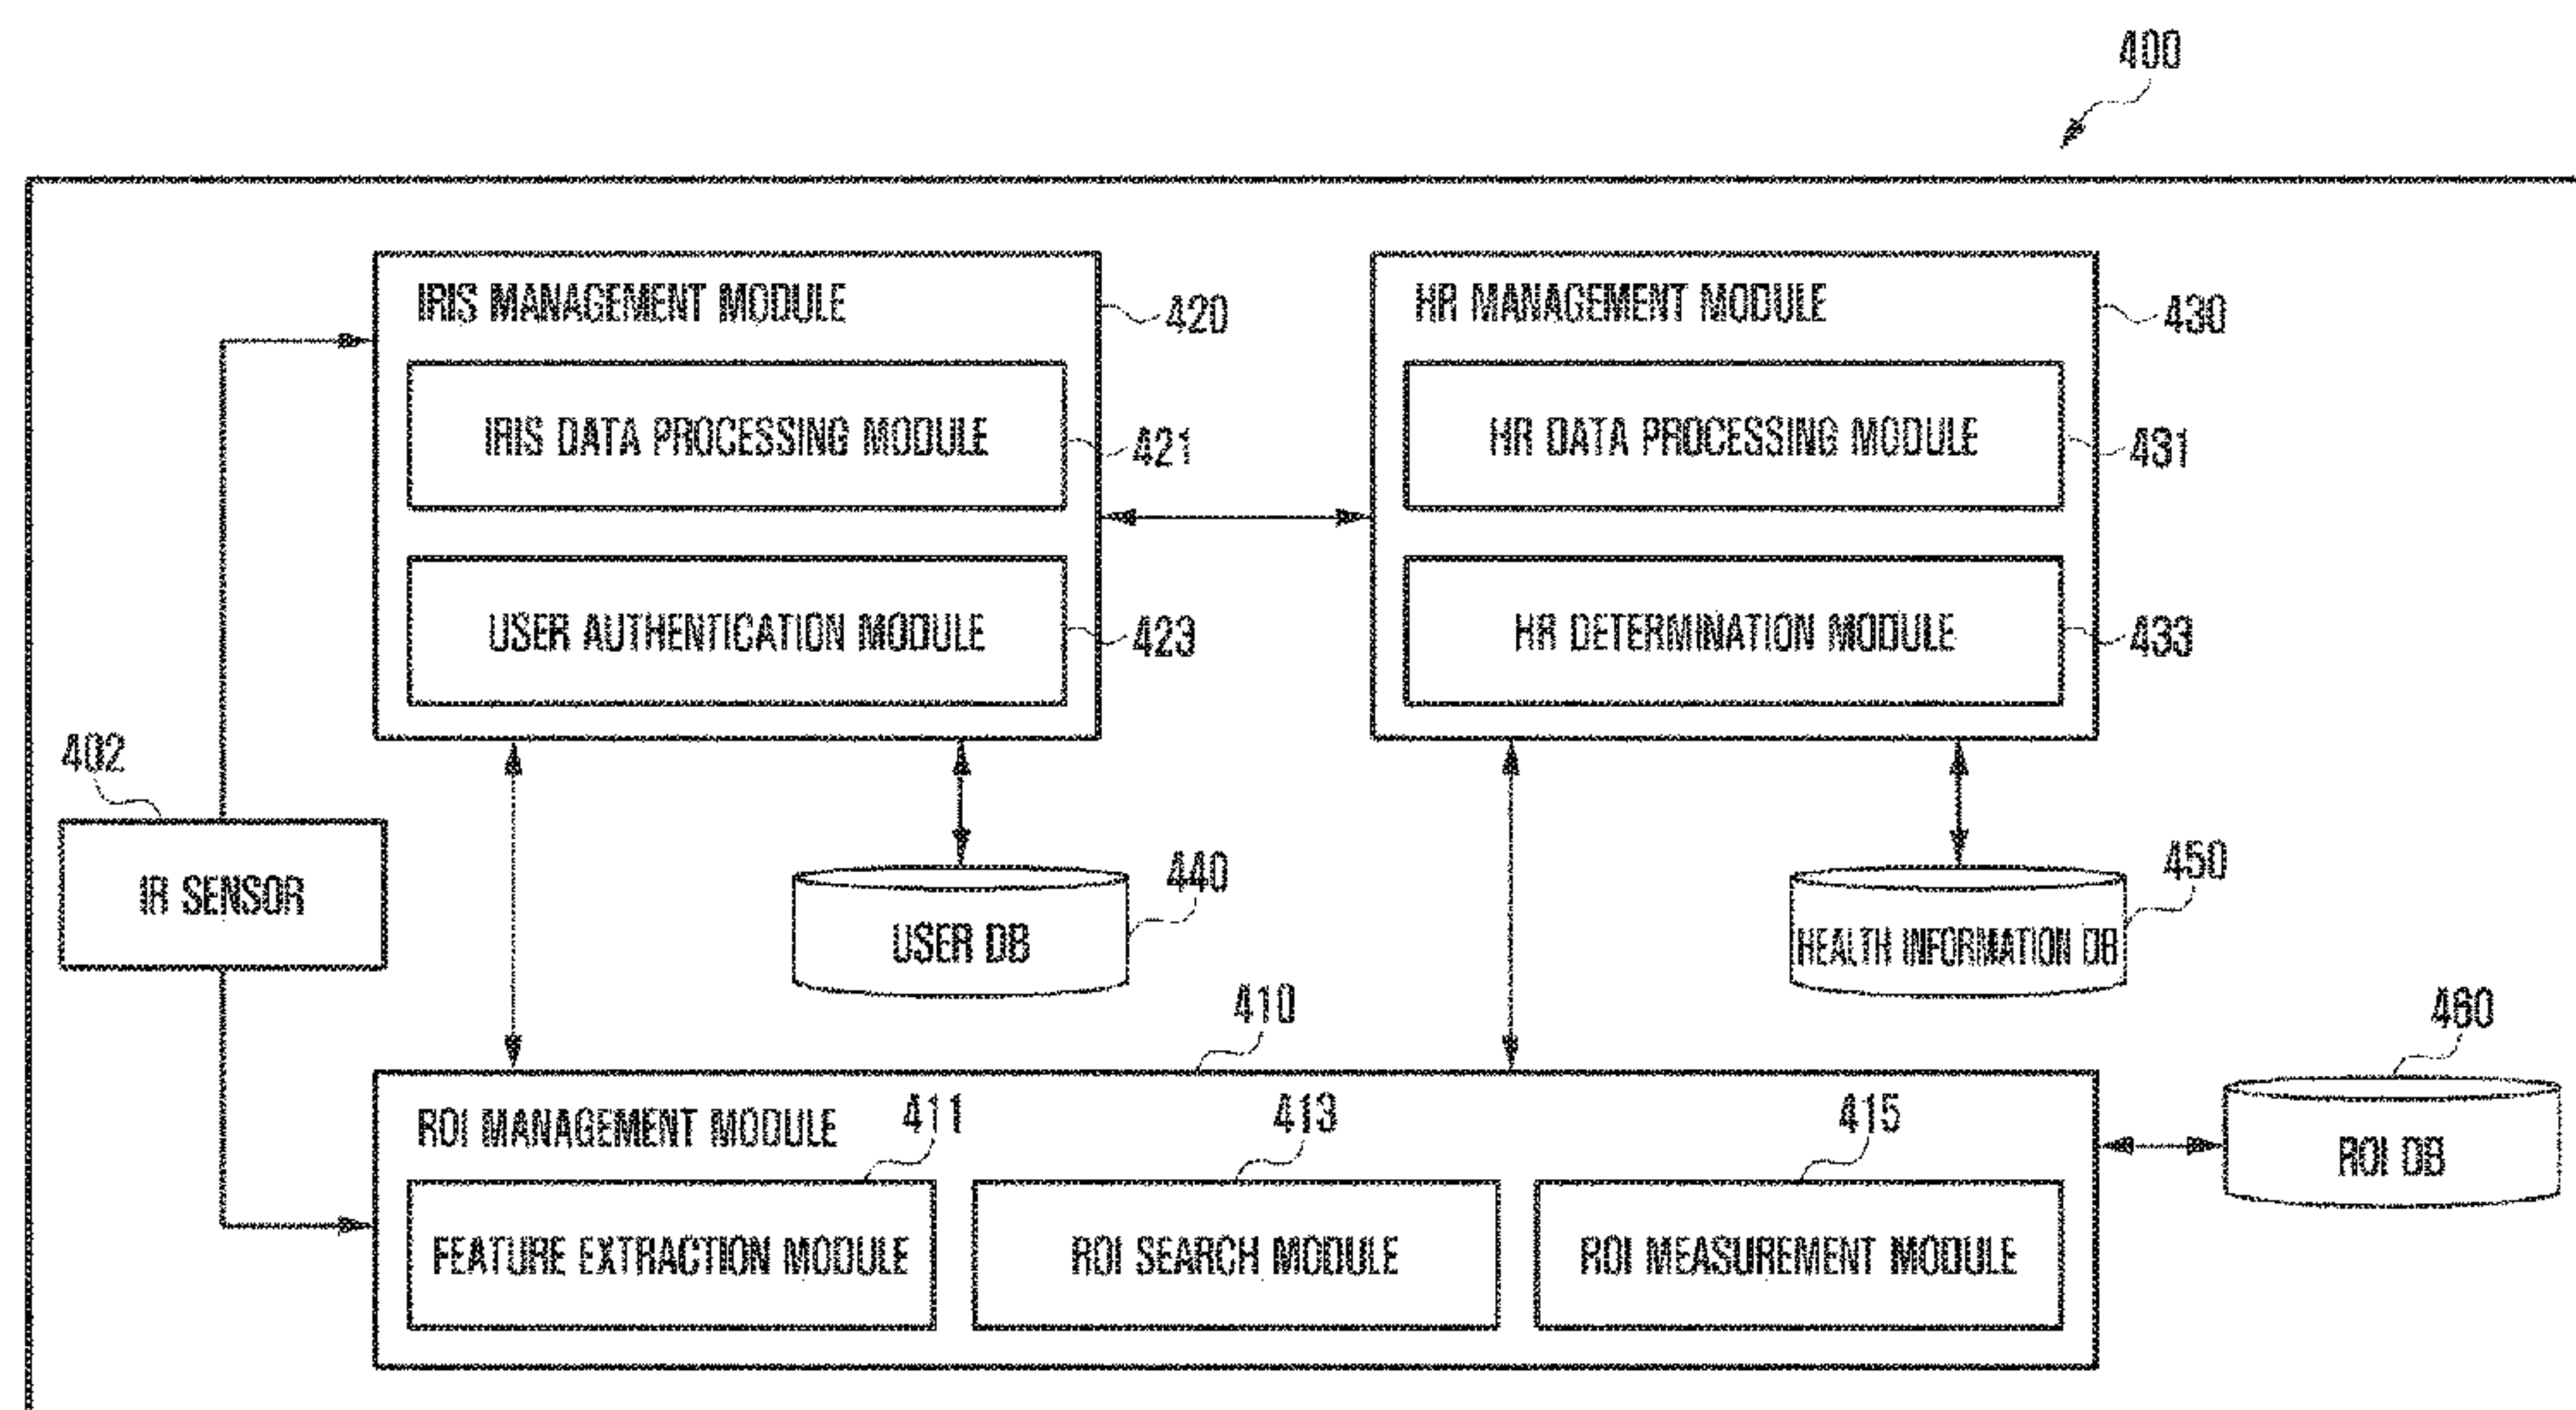 400
IRIS MANAGEMENT MODULE
420
IRIS DATA PROCESSING MODULE
421
USER AUTHENTICATION MODULE
423
HR MANAGEMENT MODULE
430
HR DATA PROCESSING MODULE
431
HR DETERMINATION MODULE
433
402
IR SENSOR
440
USER DB
450
HEALTH INFORMATION DB
410
460
ROI DB
ROI MANAGEMENT MODULE
411
413
415
FEATURE EXTRACTION MODULE
ROI SEARCH MODULE
ROI MEASUREMENT MODULE